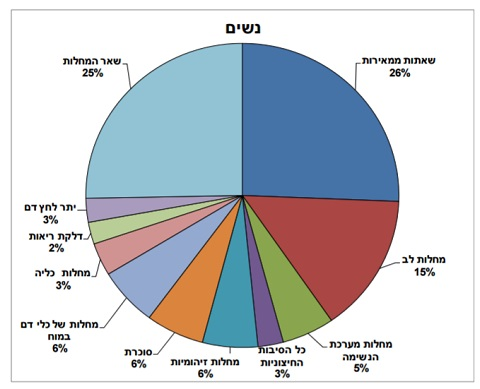 נשים
שאתות ממאירות
26%
מחלות לב
15%
מחלות מערכת
הנשימה
5%
כל הסיבות
החיצוניות
3%
מחלות זיהומיות
6%
סוכרת
6%
מחלות של כלי דם
במוח
6%
מחלות כליה
3%
דלקת ריאות
2%
יתר לחץ דם
3%
שאר המחלות
25%